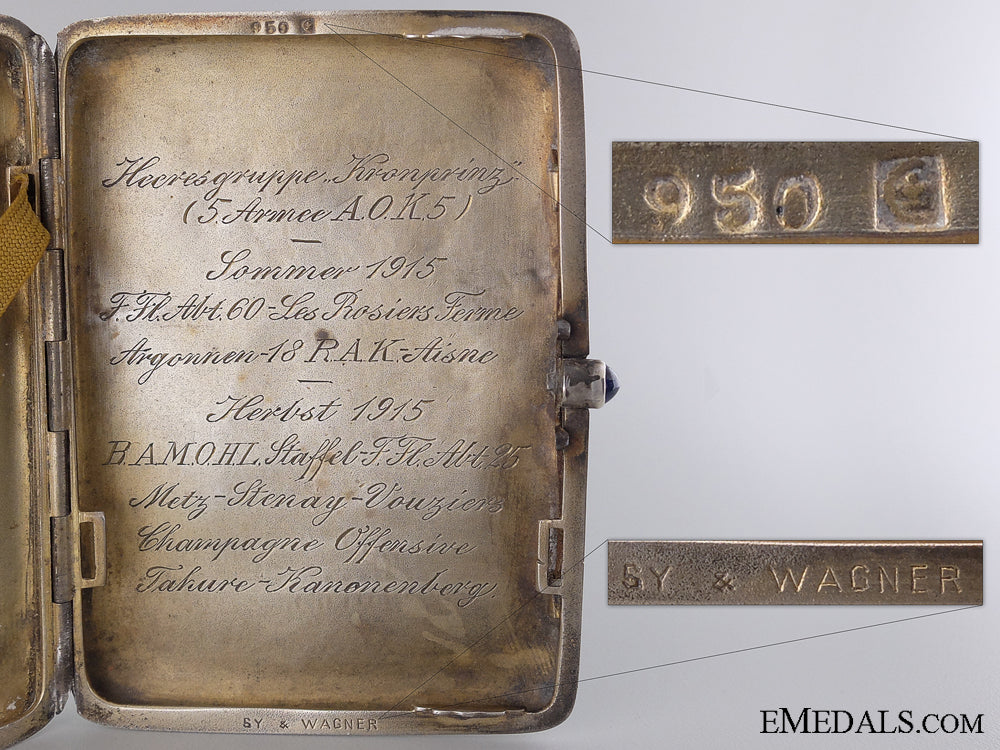 950
Heeresgruppe „Kronprinz"
(5 Armee A.O.K.5)
Sommer 1915
F. Fl. Abt. 60 - Les Rosiers Ferme
Argonnen - 18 R.A.K. - Aisne
Herbst 1915
B.A.M.O.H.L. Staffel - F. Fl. Abt. 25
Metz - Stenay - Vouziers
Champagne Offensive
Tahure - Kanonenberg.
SY & WAGNER
950
SY & WAGNER
EMEDALS.COM